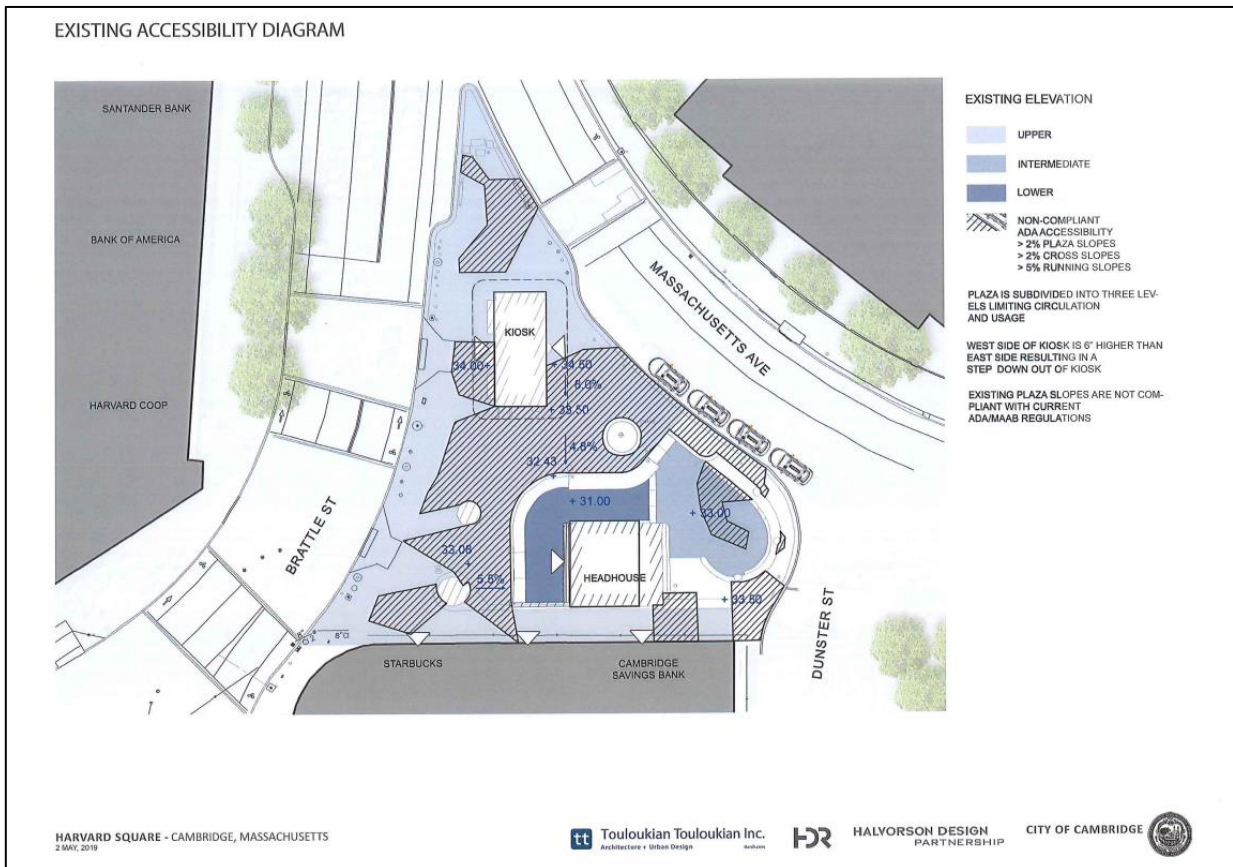 EXISTING ACCESSIBILITY DIAGRAM
SANTANDER BANK
BANK OF AMERICA
HARVARD COOP
BRATTLE ST
KIOSK
MASSACHUSETTS AVE
34.00+
+ 34.50
+ 33.50
4.8%
32.43
+
+ 31.00
+ 33.00
33.08
+
5.5%
HEADHOUSE
+ 33.50
DUNSTER ST
STARBUCKS
CAMBRIDGE
SAVINGS BANK
EXISTING ELEVATION
UPPER
INTERMEDIATE
LOWER
NON-COMPLIANT
ADA ACCESSIBILITY
> 2% PLAZA SLOPES
> 2% CROSS SLOPES
> 5% RUNNING SLOPES
PLAZA IS SUBDIVIDED INTO THREE LEV-
ELS LIMITING CIRCULATION
AND USAGE
WEST SIDE OF KIOSK IS 6" HIGHER THAN
EAST SIDE RESULTING IN A
STEP DOWN OUT OF KIOSK
EXISTING PLAZA SLOPES ARE NOT COM-
PLIANT WITH CURRENT
ADA/MAAB REGULATIONS
HARVARD SQUARE - CAMBRIDGE, MASSACHUSETTS
2 MAY, 2019
tt
Touloukian Touloukian Inc.
Architecture + Urban Design
HDR
HALVORSON DESIGN
PARTNERSHIP
CITY OF CAMBRIDGE